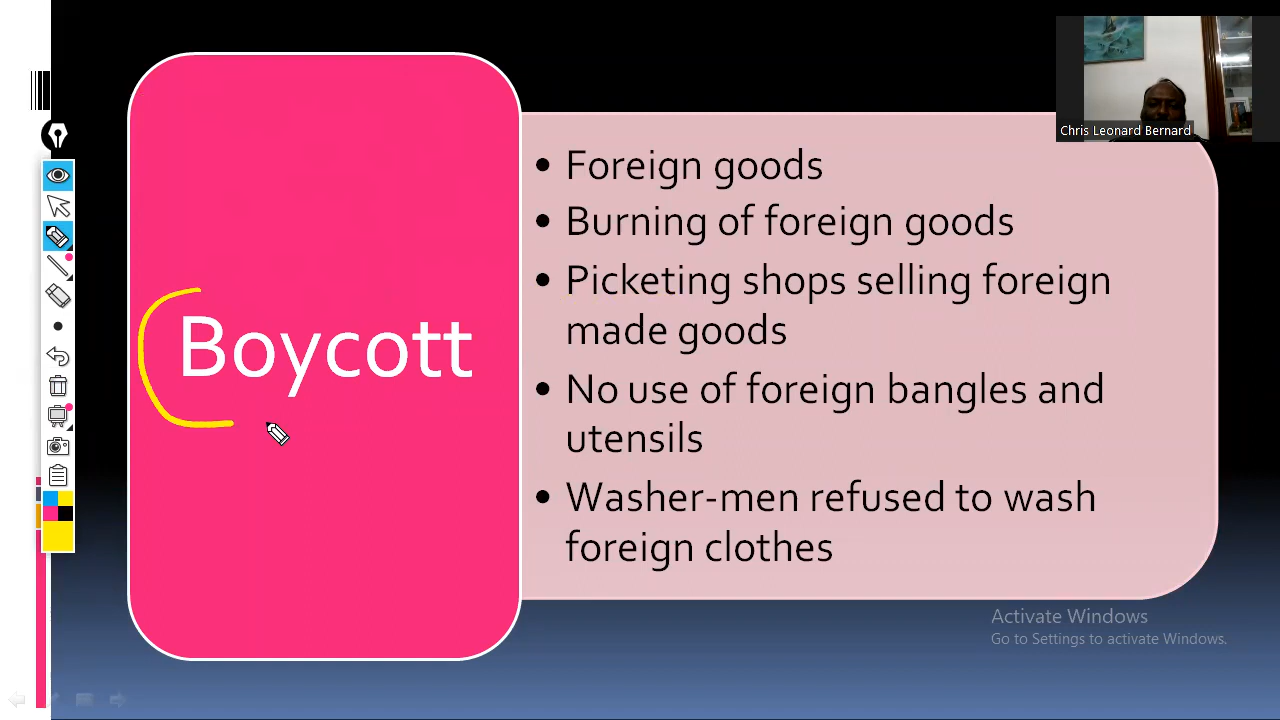 Chris Leonard Bernard
Boycott
• Foreign goods
• Burning of foreign goods
• Picketing shops selling foreign
made goods
• No use of foreign bangles and
utensils
• Washer-men refused to wash
foreign clothes
Activate Windows
Go to Settings to activate Windows.